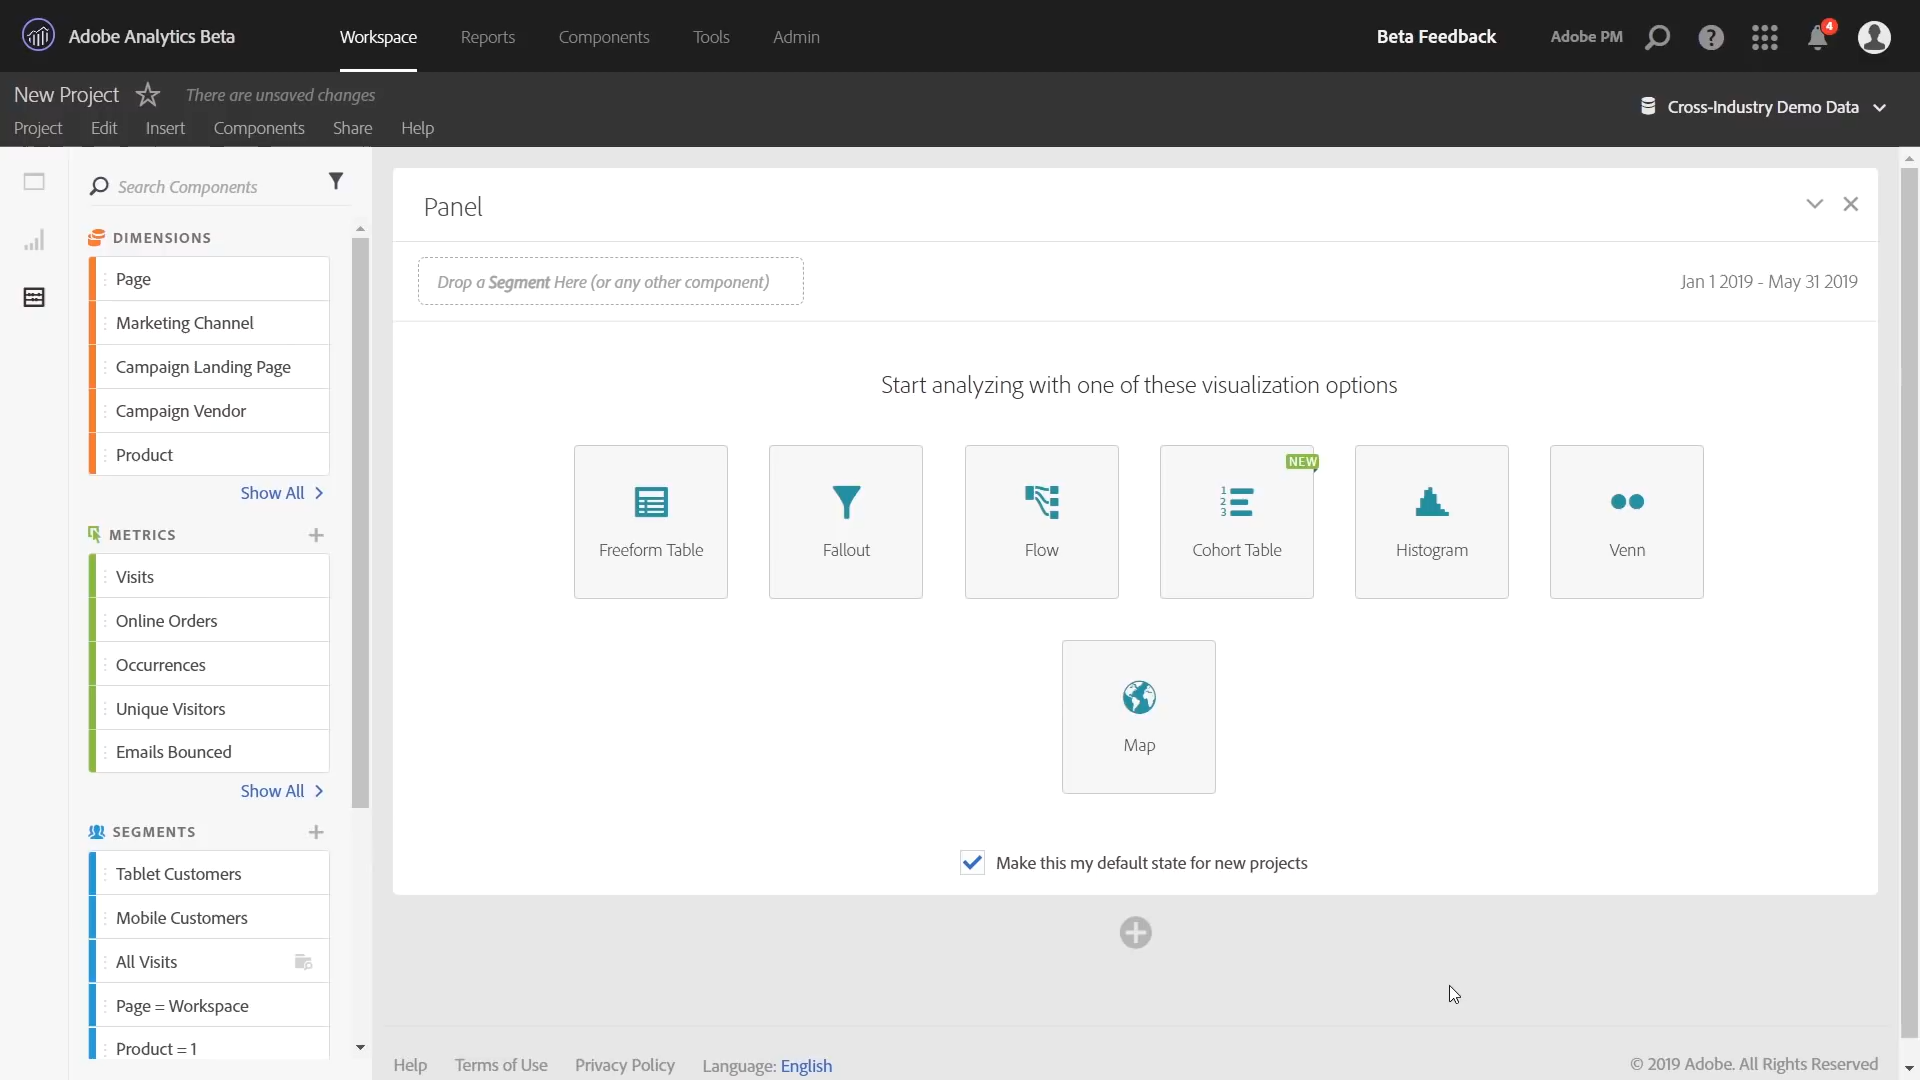 Adobe Analytics Beta
Workspace
Reports
Components
Tools
Admin
Beta Feedback
Adobe PM
?
4
New Project
There are unsaved changes
Project
Edit
Insert
Components
Share
Help
Cross-Industry Demo Data
Search Components
DIMENSIONS
Page
Marketing Channel
Campaign Landing Page
Campaign Vendor
Product
Show All
METRICS
Visits
Online Orders
Occurrences
Unique Visitors
Emails Bounced
Show All
SEGMENTS
Tablet Customers
Mobile Customers
All Visits
Page = Workspace
Product = 1
Panel
Drop a Segment Here (or any other component)
Jan 1 2019 - May 31 2019
Start analyzing with one of these visualization options
Freeform Table
Fallout
Flow
NEW
1
2
3
Cohort Table
Histogram
Venn
Map
Make this my default state for new projects
Help
Terms of Use
Privacy Policy
Language: English
© 2019 Adobe. All Rights Reserved